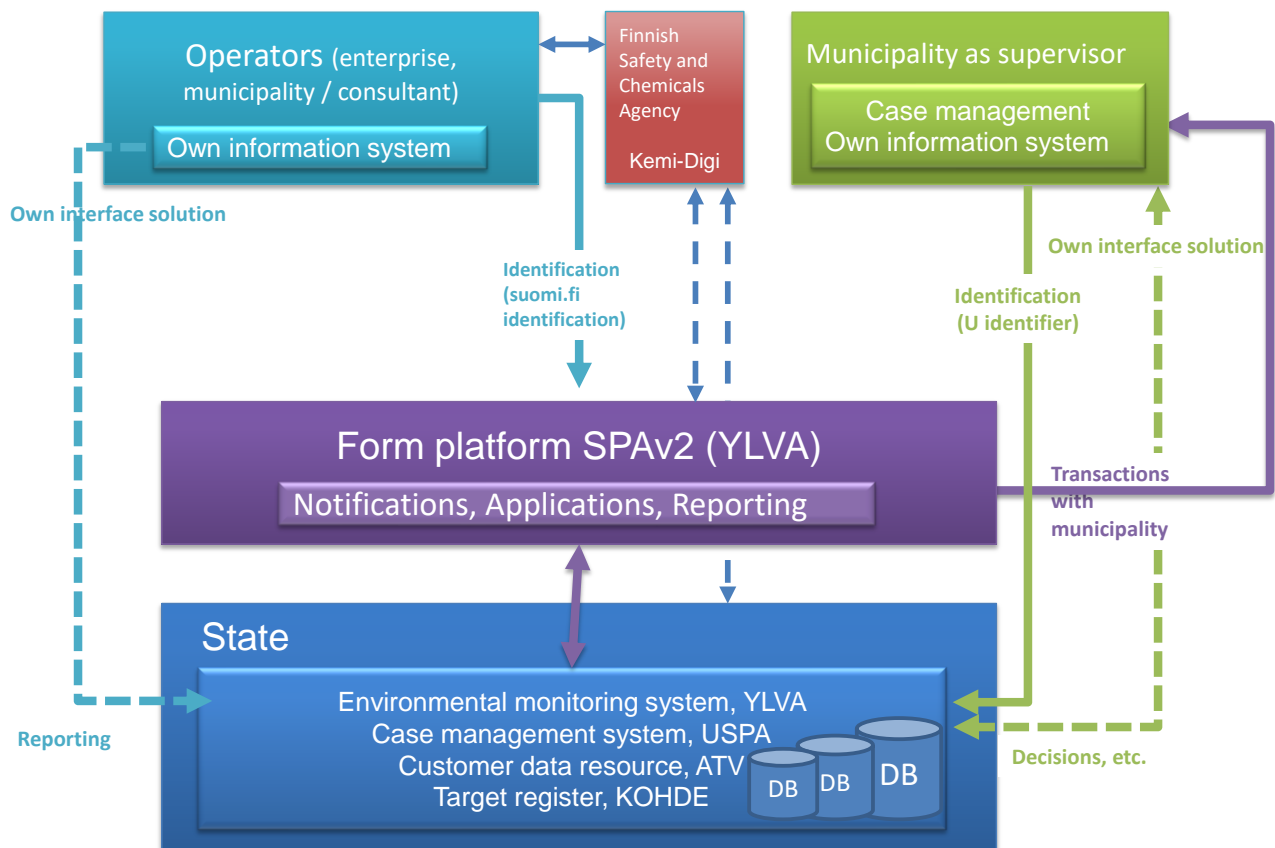 Operators (enterprise,
municipality / consultant)
Own information system
Finnish
Safety and
Chemicals
Agency
Kemi-Digi
Municipality as supervisor
Case management
Own information system
Own interface solution
Identification
(suomi.fi
identification)
Own interface solution
Identification
(U identifier)
Form platform SPAv2 (YLVA)
Notifications, Applications, Reporting
Transactions
with
municipality
State
Environmental monitoring system, YLVA
Case management system, USPA
Customer data resource, ATV
Target register, KOHDE
DB
DB
DB
Reporting
Decisions, etc.